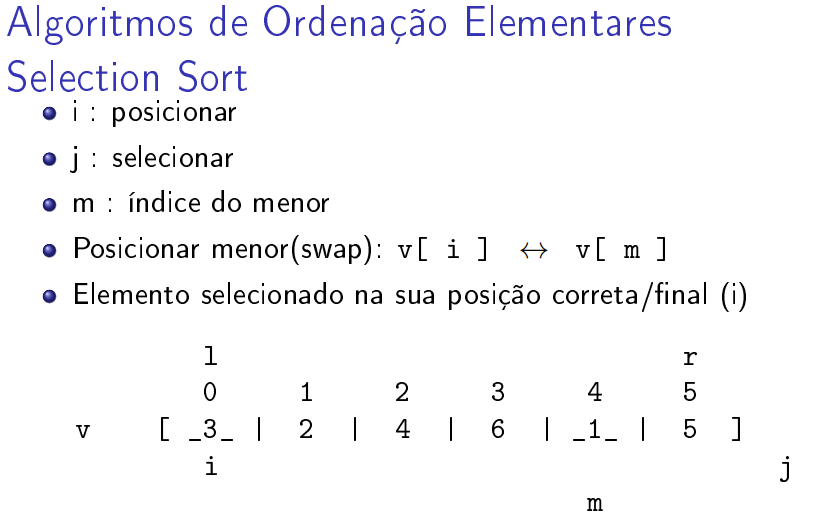 Algoritmos de Ordenação Elementares
Selection Sort
i : posicionar
j : selecionar
m : índice do menor
Posicionar menor(swap): v[ i ] ↔ v[ m ]
Elemento selecionado na sua posição correta/final (i)
l r
0 1 2 3 4 5
v [ _3_ | 2 | 4 | 6 | _1_ | 5 ]
i j
m